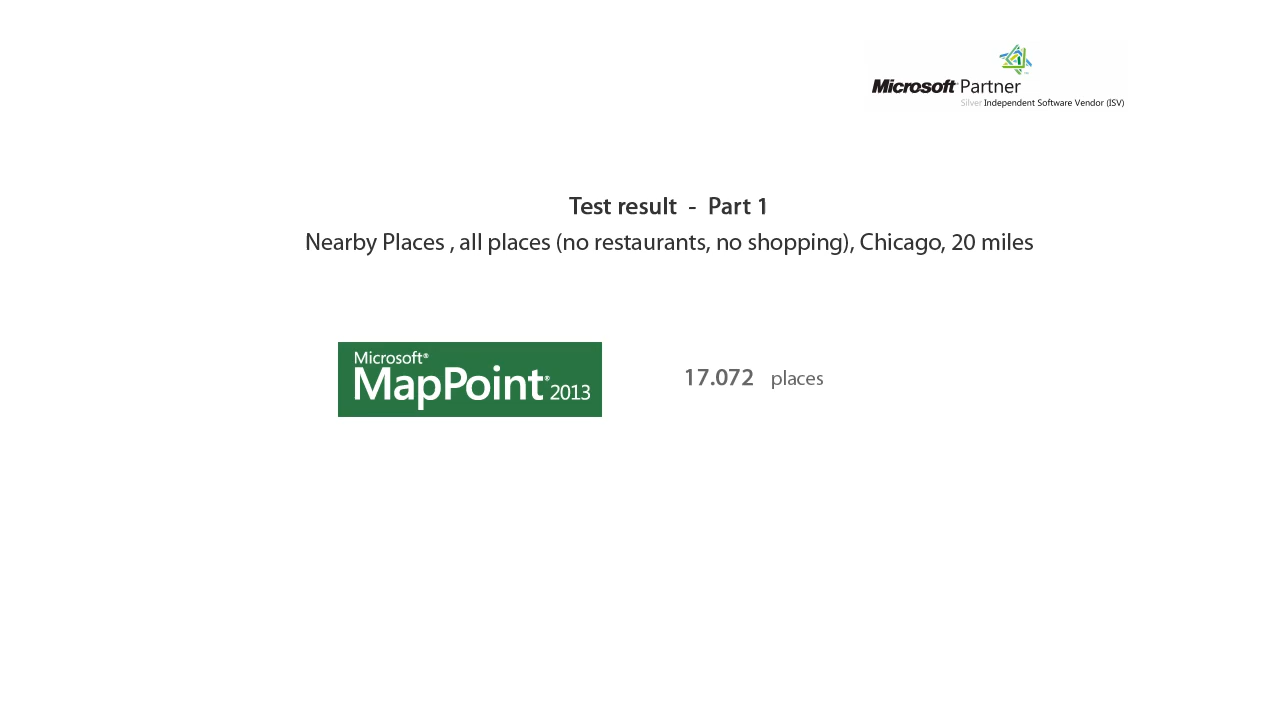 Microsoft Partner
Silver Independent Software Vendor (ISV)
Test result - Part 1
Nearby Places , all places (no restaurants, no shopping), Chicago, 20 miles
Microsoft®
MapPoint® 2013
17.072 places